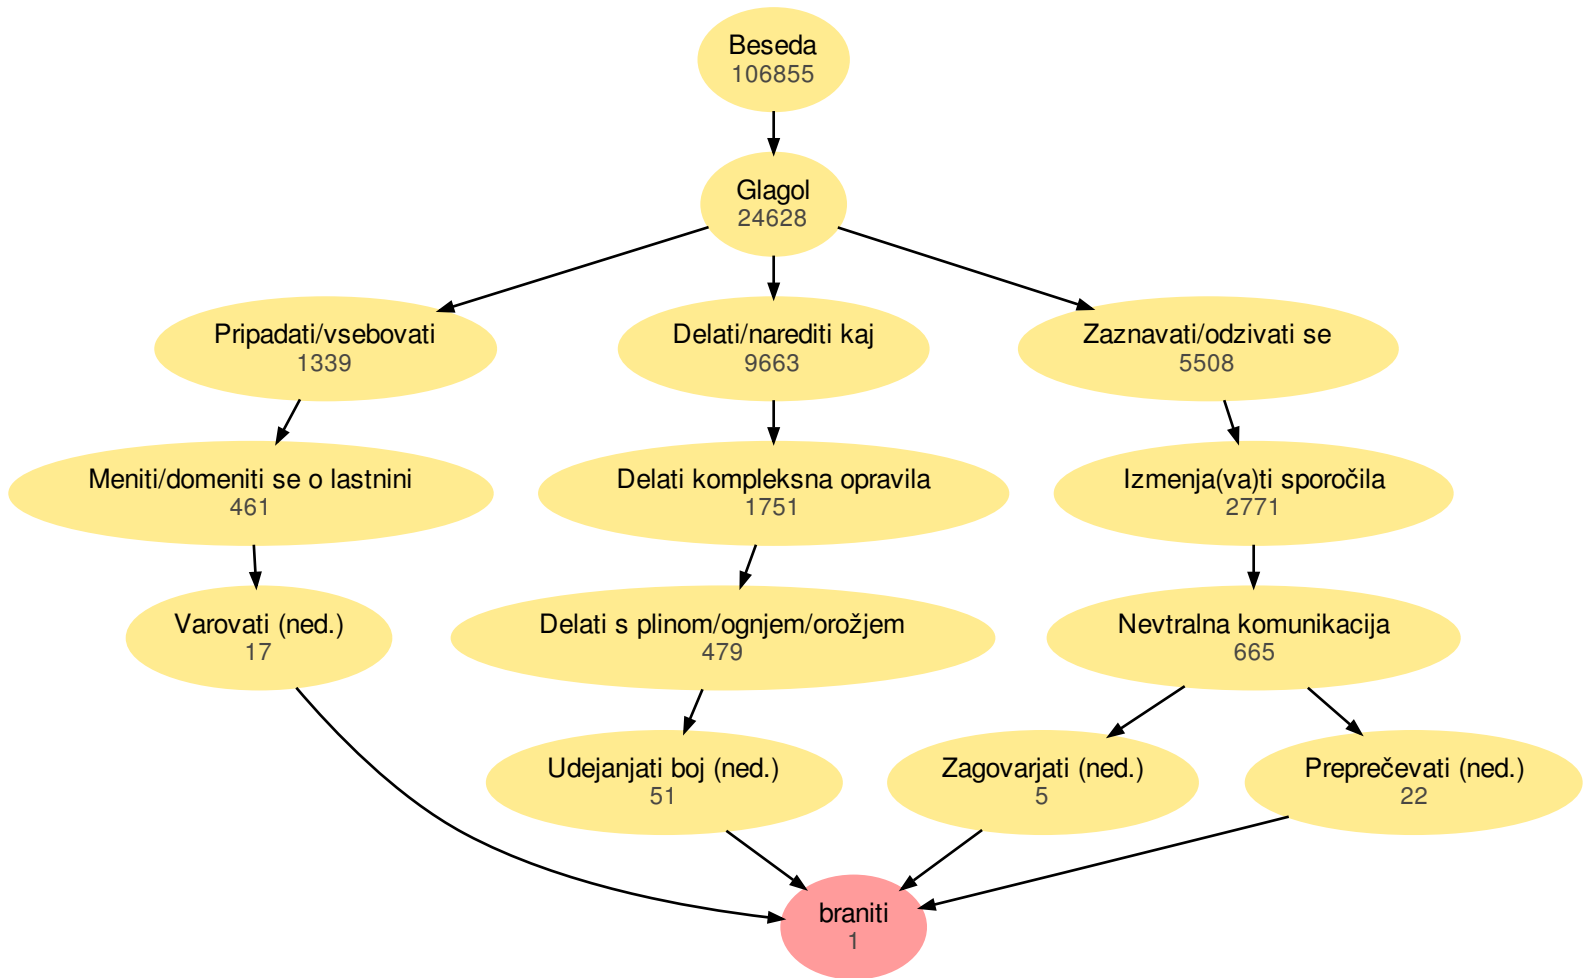 Beseda
106855
Glagol
24628
Pripadati/vsebovati
1339
Delati/narediti kaj
9663
Zaznavati/odzivati se
5508
Meniti/domeniti se o lastnini
461
Delati kompleksna opravila
1751
Izmenja(va)ti sporočila
2771
Varovati (ned.)
17
Delati s plinom/ognjem/orožjem
479
Nevtralna komunikacija
665
Udejanjati boj (ned.)
51
Zagovarjati (ned.)
5
Preprečevati (ned.)
22
braniti
1